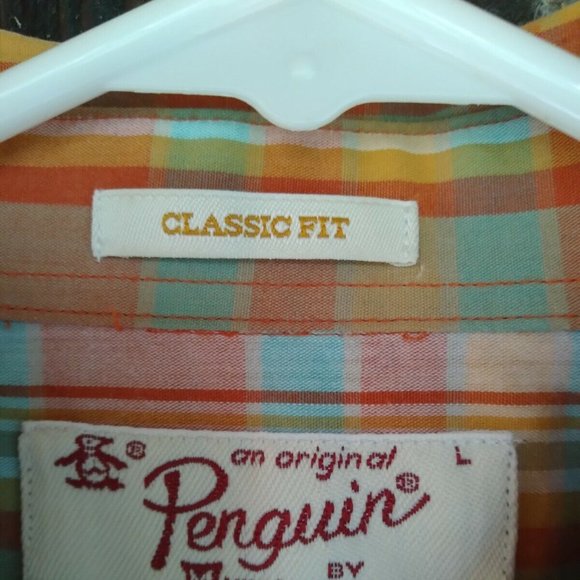 CLASSIC FIT
an original L
Penguin®
BY